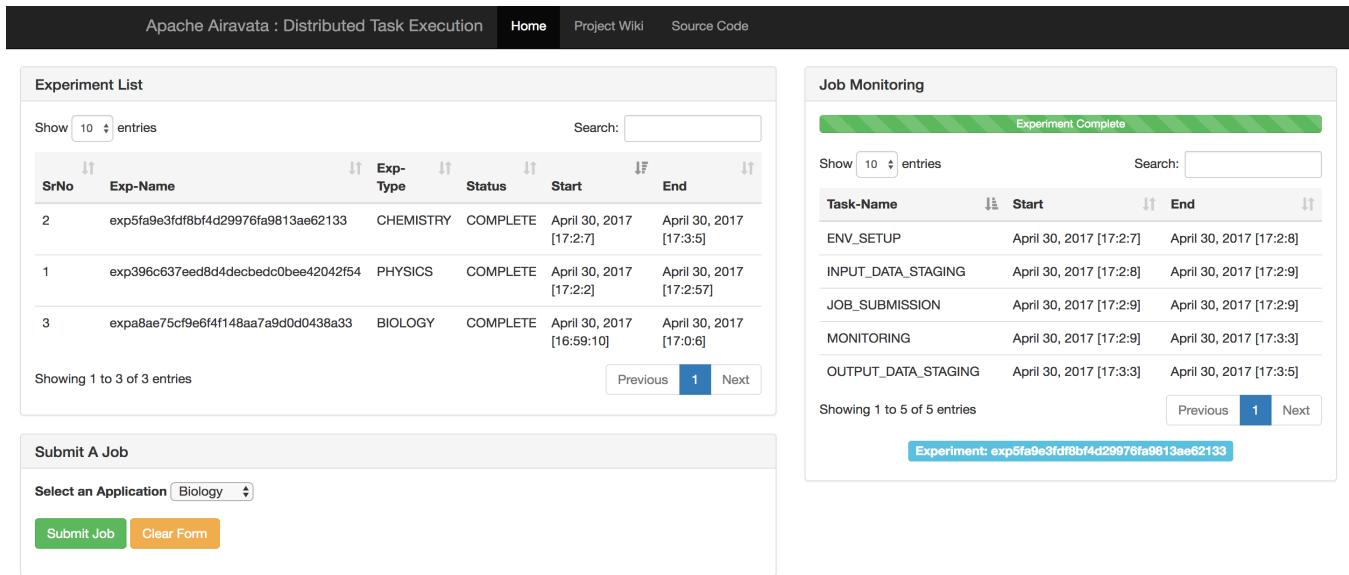 Apache Airavata : Distributed Task Execution Home Project Wiki Source Code
Experiment List
Show 10 entries Search:
SrNo Exp-Name Exp-Type Status Start End
2 exp5fa9e3fdf8bf4d29976fa9813ae62133 CHEMISTRY COMPLETE April 30, 2017 [17:2:7] April 30, 2017 [17:3:5]
1 exp396c637eed8d4decbedc0bee42042f54 PHYSICS COMPLETE April 30, 2017 [17:2:2] April 30, 2017 [17:2:57]
3 expa8ae75cf9e6f4f148aa7a9d0d0438a33 BIOLOGY COMPLETE April 30, 2017 [16:59:10] April 30, 2017 [17:0:6]
Showing 1 to 3 of 3 entries Previous 1 Next
Submit A Job
Select an Application Biology
Submit Job Clear Form
Job Monitoring
Experiment Complete
Show 10 entries Search:
Task-Name Start End
ENV_SETUP April 30, 2017 [17:2:7] April 30, 2017 [17:2:8]
INPUT_DATA_STAGING April 30, 2017 [17:2:8] April 30, 2017 [17:2:9]
JOB_SUBMISSION April 30, 2017 [17:2:9] April 30, 2017 [17:2:9]
MONITORING April 30, 2017 [17:2:9] April 30, 2017 [17:3:3]
OUTPUT_DATA_STAGING April 30, 2017 [17:3:3] April 30, 2017 [17:3:5]
Showing 1 to 5 of 5 entries Previous 1 Next
Experiment: exp5fa9e3fdf8bf4d29976fa9813ae62133